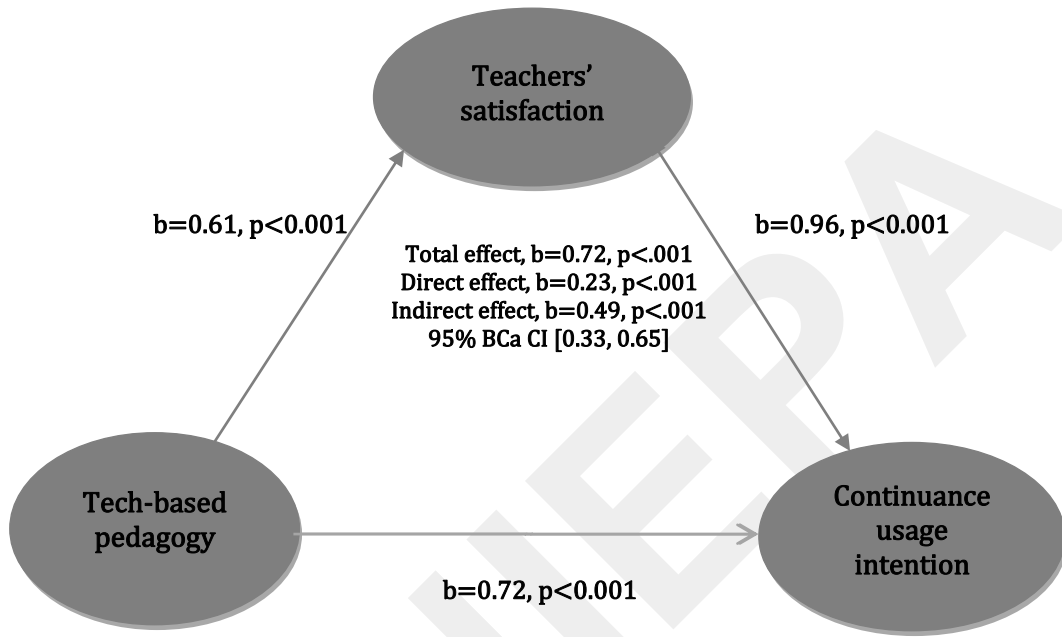 Teachers’
satisfaction
b=0.61, p<0.001
b=0.96, p<0.001
Total effect, b=0.72, p<.001
Direct effect, b=0.23, p<.001
Indirect effect, b=0.49, p<.001
95% BCa CI [0.33, 0.65]
Tech-based
pedagogy
Continuance
usage
intention
b=0.72, p<0.001